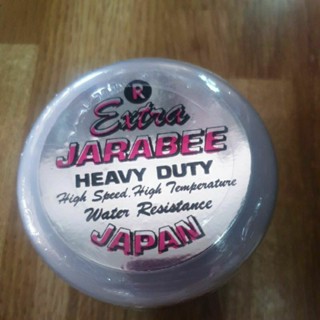 R
Extra
JARABEE
HEAVY DUTY
High Speed. High Temperature
Water Resistance
JAPAN